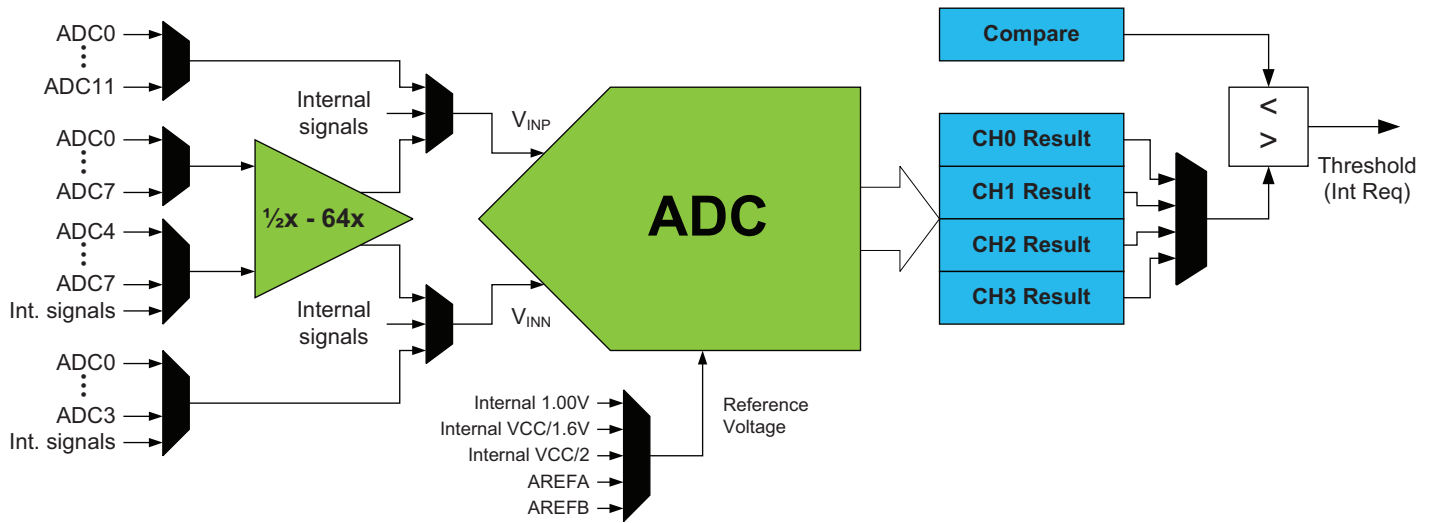 ADC0
ADC11
ADC0
ADC7
ADC4
ADC7
Int. signals
ADC0
ADC3
Int. signals
½x - 64x
Internal
signals
Internal
signals
VINP
VINN
ADC
Internal 1.00V
Internal VCC/1.6V
Internal VCC/2
AREFA
AREFB
Reference
Voltage
Compare
CH0 Result
CH1 Result
CH2 Result
CH3 Result
<
>
Threshold
(Int Req)